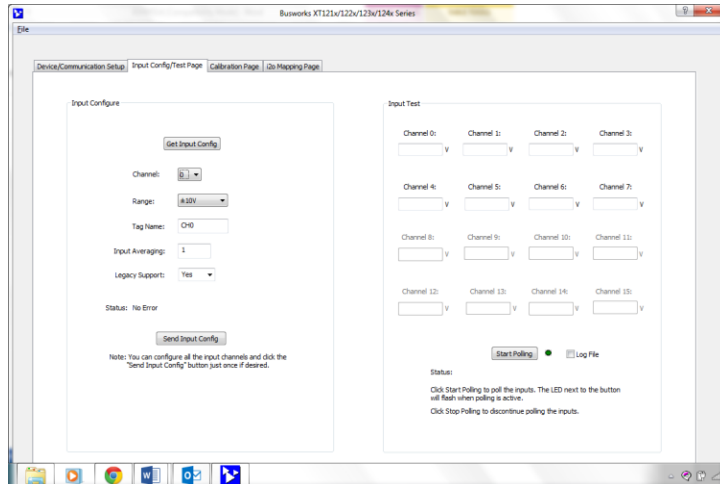 Busworks XT121x/122x/123x/124x Series
File
Device/Communication Setup
Input Config/Test Page
Calibration Page
i2o Mapping Page
Input Configure
Get Input Config
Channel: 0
Range: ±10V
Tag Name: CH0
Input Averaging: 1
Legacy Support: Yes
Status: No Error
Send Input Config
Note: You can configure all the input channels and click the
"Send Input Config" button just once if desired.
Input Test
Channel 0: Channel 1: Channel 2: Channel 3:
V V V V
Channel 4: Channel 5: Channel 6: Channel 7:
V V V V
Channel 8: Channel 9: Channel 10: Channel 11:
V V V V
Channel 12: Channel 13: Channel 14: Channel 15:
V V V V
Start Polling Log File
Status:
Click Start Polling to poll the inputs. The LED next to the button
will flash when polling is active.
Click Stop Polling to discontinue polling the inputs.